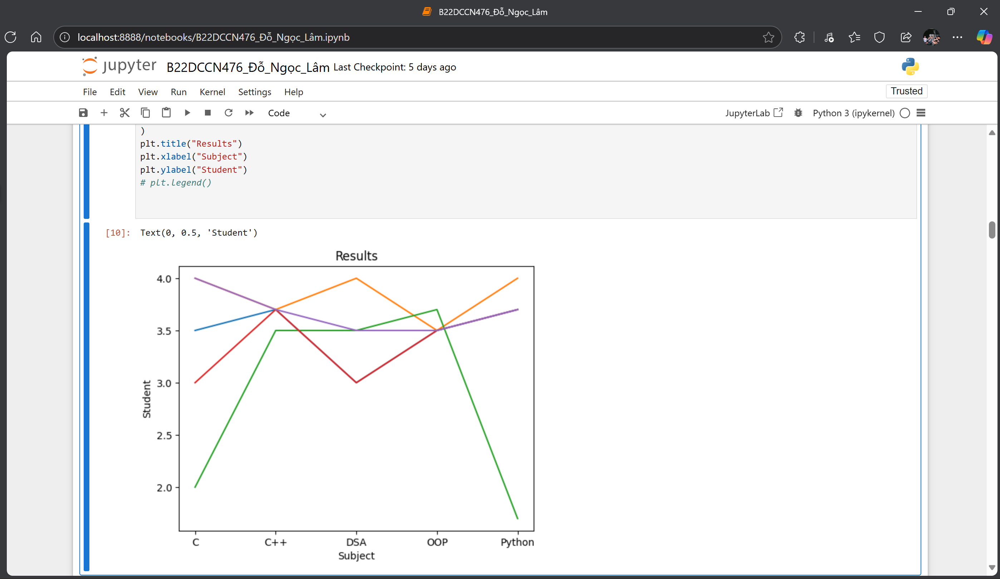 B22DCCN476_Đỗ_Ngọc_Lâm
localhost:8888/notebooks/B22DCCN476_Đỗ_Ngọc_Lâm.ipynb
jupyter B22DCCN476_Đỗ_Ngọc_Lâm Last Checkpoint: 5 days ago
File Edit View Run Kernel Settings Help Trusted
Code JupyterLab Python 3 (ipykernel)
)
plt.title("Results")
plt.xlabel("Subject")
plt.ylabel("Student")
# plt.legend()
[10]: Text(0, 0.5, 'Student')
Results
4.0
3.5
3.0
2.5
2.0
Student
C C++ DSA OOP Python
Subject